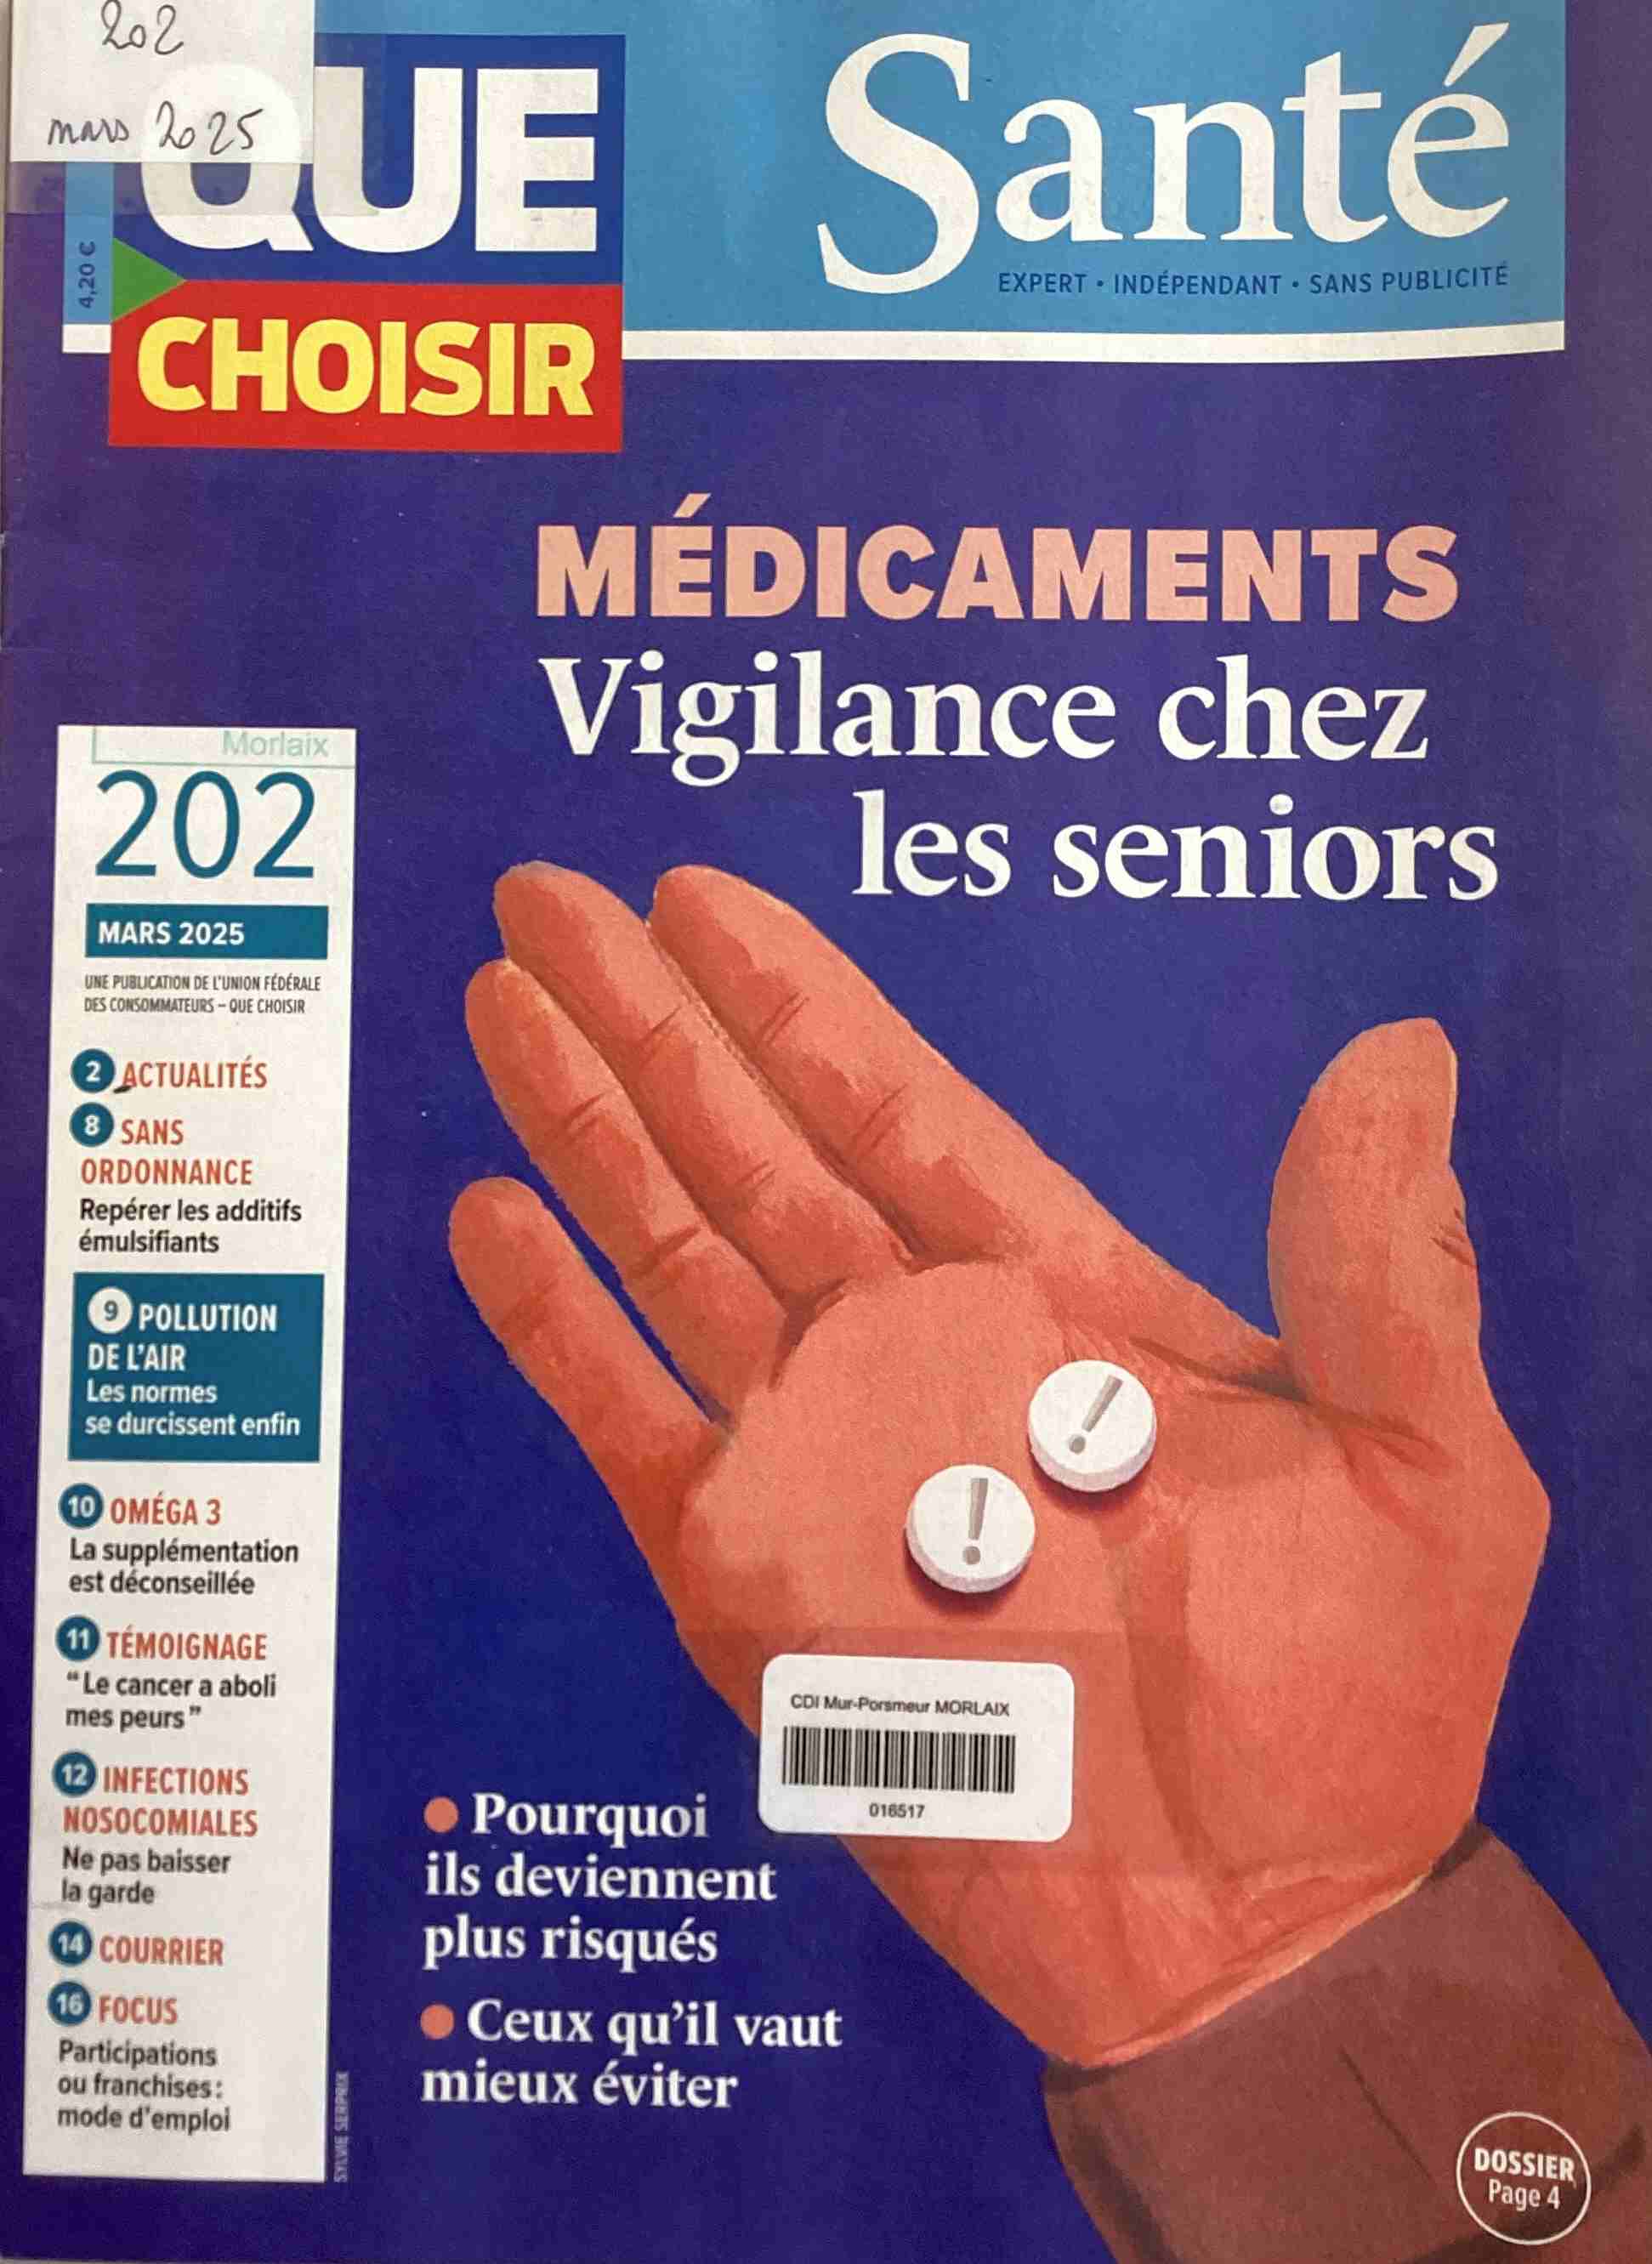 202
mars 2025
QUE
CHOISIR
4,20 €
Santé
EXPERT • INDÉPENDANT • SANS PUBLICITÉ
MÉDICAMENTS
Vigilance chez
les seniors
Morlaix
202
MARS 2025
UNE PUBLICATION DE L'UNION FÉDÉRALE
DES CONSOMMATEURS – QUE CHOISIR
2 ACTUALITÉS
8 SANS
ORDONNANCE
Repérer les additifs
émulsifiants
9 POLLUTION
DE L'AIR
Les normes
se durcissent enfin
10 OMÉGA 3
La supplémentation
est déconseillée
11 TÉMOIGNAGE
“Le cancer a aboli
mes peurs”
12 INFECTIONS
NOSOCOMIALES
Ne pas baisser
la garde
14 COURRIER
16 FOCUS
Participations
ou franchises :
mode d'emploi
SYLVIE SERPRIX
!
!
CDI Mur-Porsmeur MORLAIX
016517
• Pourquoi
ils deviennent
plus risqués
• Ceux qu'il vaut
mieux éviter
DOSSIER
Page 4